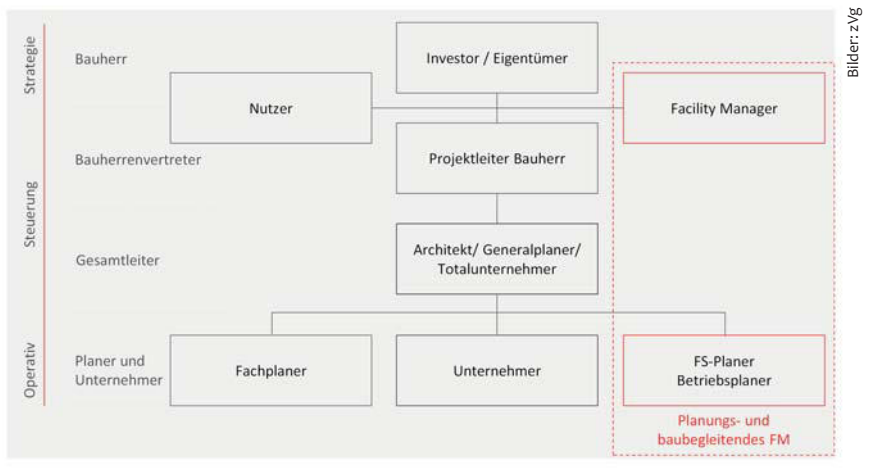 Bilder: zVg
Strategie
Bauherr
Investor / Eigentümer
Nutzer
Facility Manager
Bauherrenvertreter
Projektleiter Bauherr
Steuerung
Gesamtleiter
Architekt/ Generalplaner/
Totalunternehmer
Operativ
Planer und
Unternehmer
Fachplaner
Unternehmer
FS-Planer
Betriebsplaner
Planungs- und
baubegleitendes FM